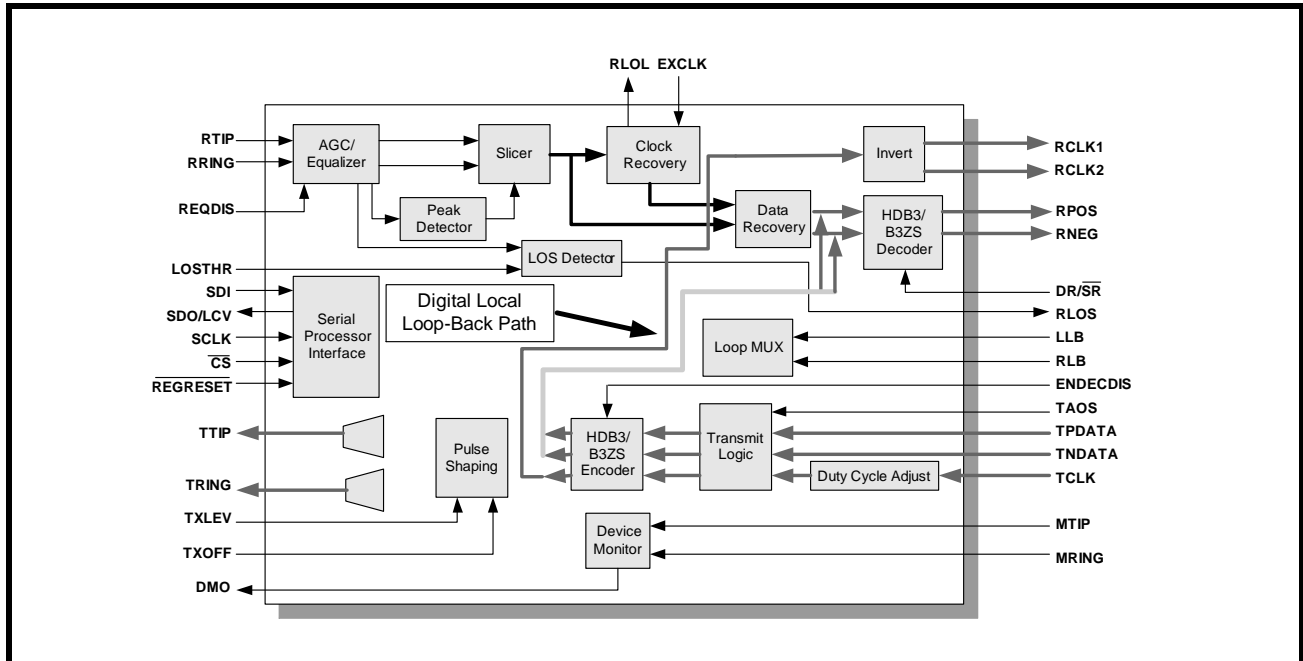 RLOL EXCLK
RTIP
RRING
REQDIS
LOSTHR
SDI
SDO/LCV
SCLK
CS
REGRESET
TTIP
TRING
TXLEV
TXOFF
DMO
AGC/
Equalizer
Slicer
Peak
Detector
LOS Detector
Clock
Recovery
Data
Recovery
Invert
HDB3/
B3ZS
Decoder
Serial
Processor
Interface
Digital Local
Loop-Back Path
Loop MUX
Pulse
Shaping
HDB3/
B3ZS
Encoder
Transmit
Logic
Duty Cycle Adjust
Device
Monitor
RCLK1
RCLK2
RPOS
RNEG
DR/SR
RLOS
LLB
RLB
ENDECDIS
TAOS
TPDATA
TNDATA
TCLK
MTIP
MRING